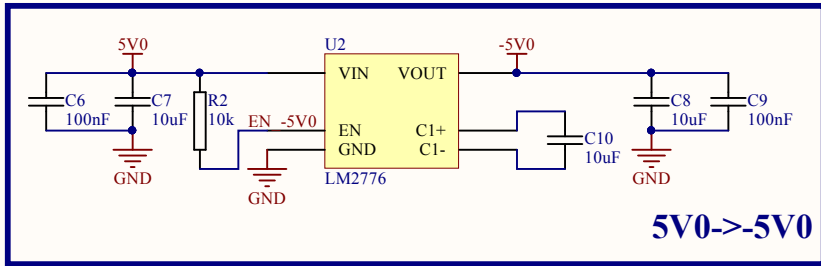 5V0
U2
-5V0
VIN VOUT
C6
100nF
C7
10uF
R2
10k
EN_-5V0
EN C1+
GND C1-
C10
10uF
C8
10uF
C9
100nF
GND
GND
LM2776
GND
5V0->-5V0